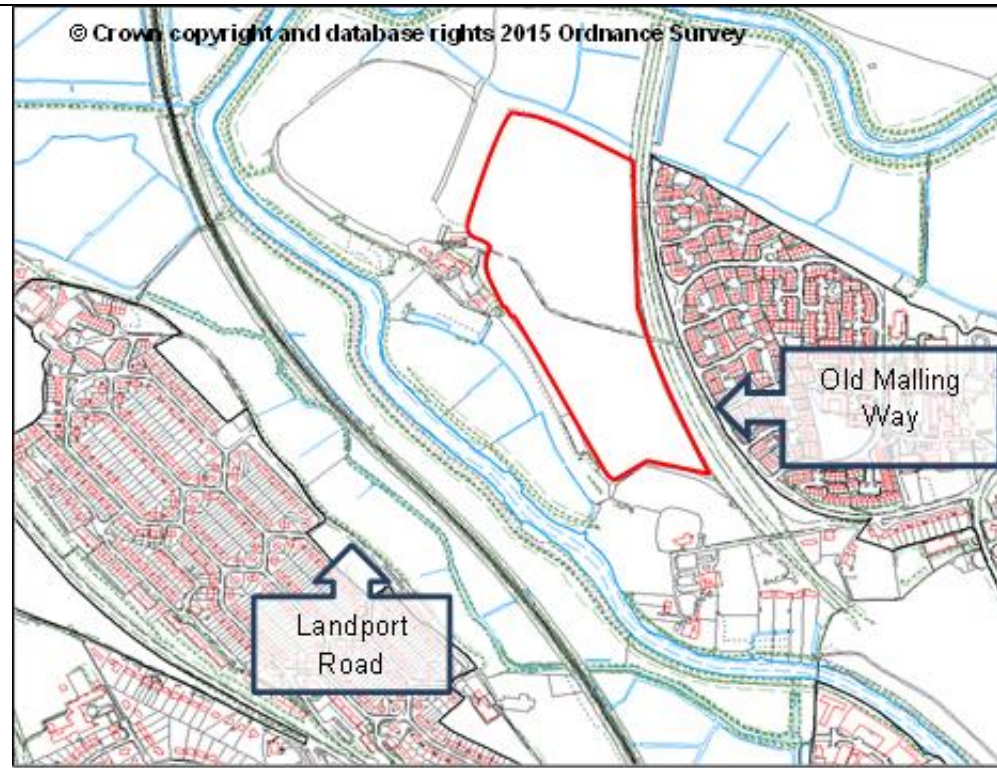 © Crown copyright and database rights 2015 Ordnance Survey
Old Malling
Way
Landport
Road